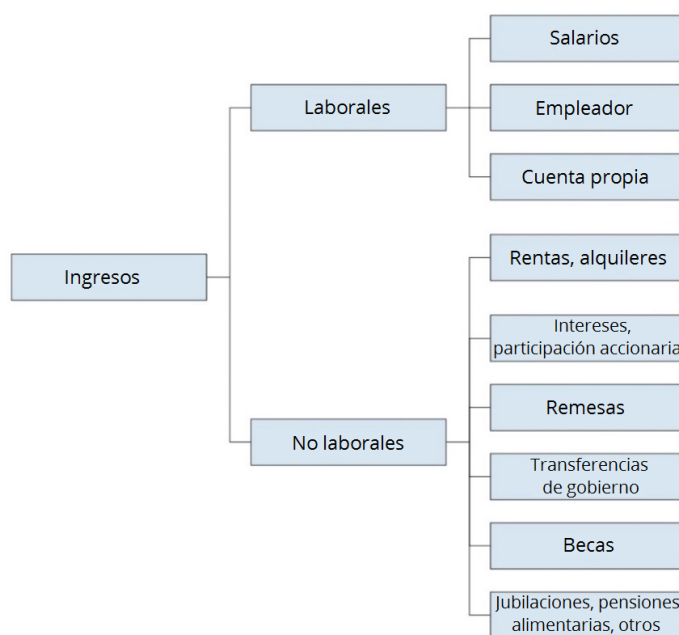 Ingresos
Laborales
Salarios
Empleador
Cuenta propia
No laborales
Rentas, alquileres
Intereses,
participación accionaria
Remesas
Transferencias
de gobierno
Becas
Jubilaciones, pensiones
alimentarias, otros